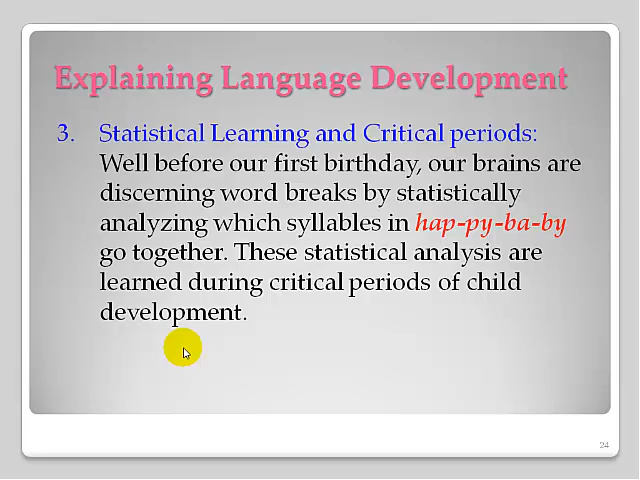 Explaining Language Development
3. Statistical Learning and Critical periods:
Well before our first birthday, our brains are
discerning word breaks by statistically
analyzing which syllables in hap-py-ba-by
go together. These statistical analysis are
learned during critical periods of child
development.
24